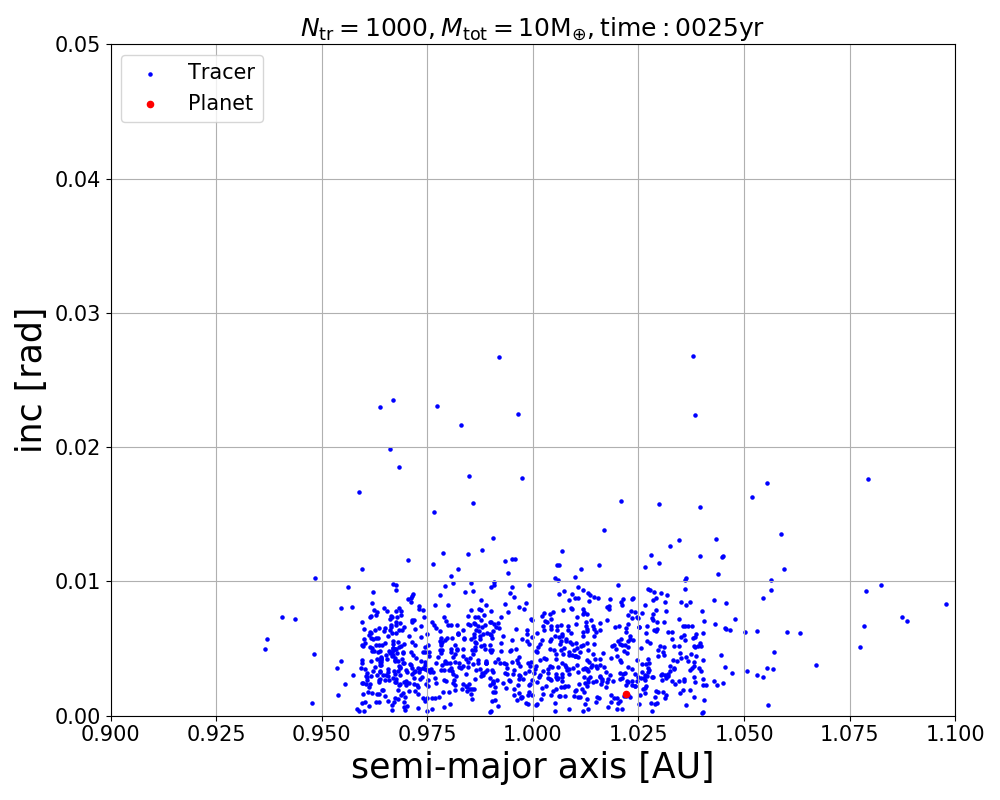 N_tr = 1000, M_tot = 10M_⊕, time : 0025yr
Tracer
Planet
inc [rad]
0.05
0.04
0.03
0.02
0.01
0.00
0.900 0.925 0.950 0.975 1.000 1.025 1.050 1.075 1.100
semi-major axis [AU]